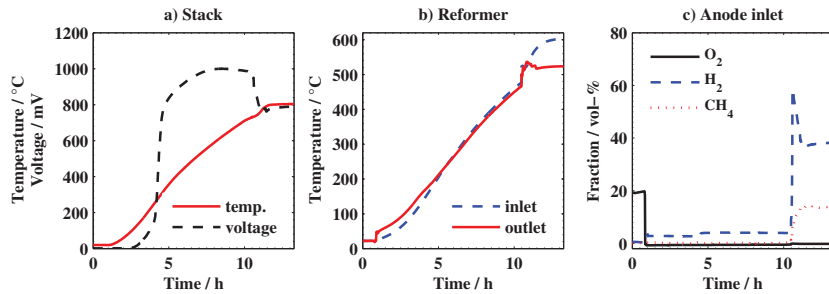 a) Stack
b) Reformer
c) Anode inlet
Temperature / °C
Voltage / mV
1200
1000
800
600
400
200
0
temp.
voltage
0
5
10
Time / h
Temperature / °C
600
500
400
300
200
100
0
inlet
outlet
0
5
10
Time / h
Fraction / vol−%
80
60
40
20
0
O2
H2
CH4
0
5
10
Time / h